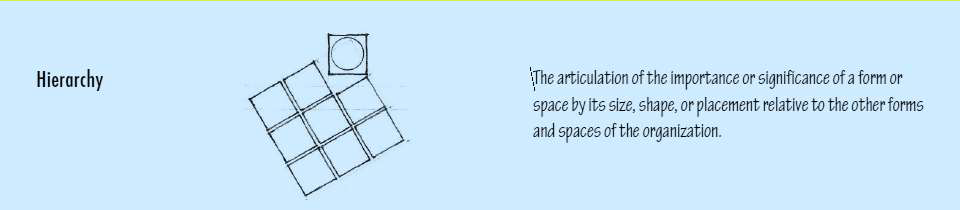 Hierarchy
The articulation of the importance or significance of a form or
space by its size, shape, or placement relative to the other forms
and spaces of the organization.